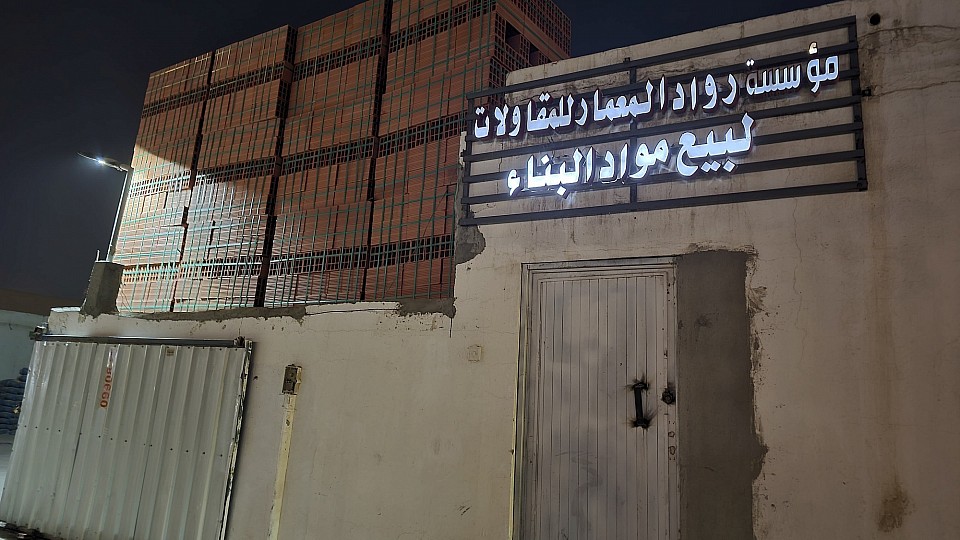 مؤسسة رواد المعمار للمقاولات
لبيع مواد البناء